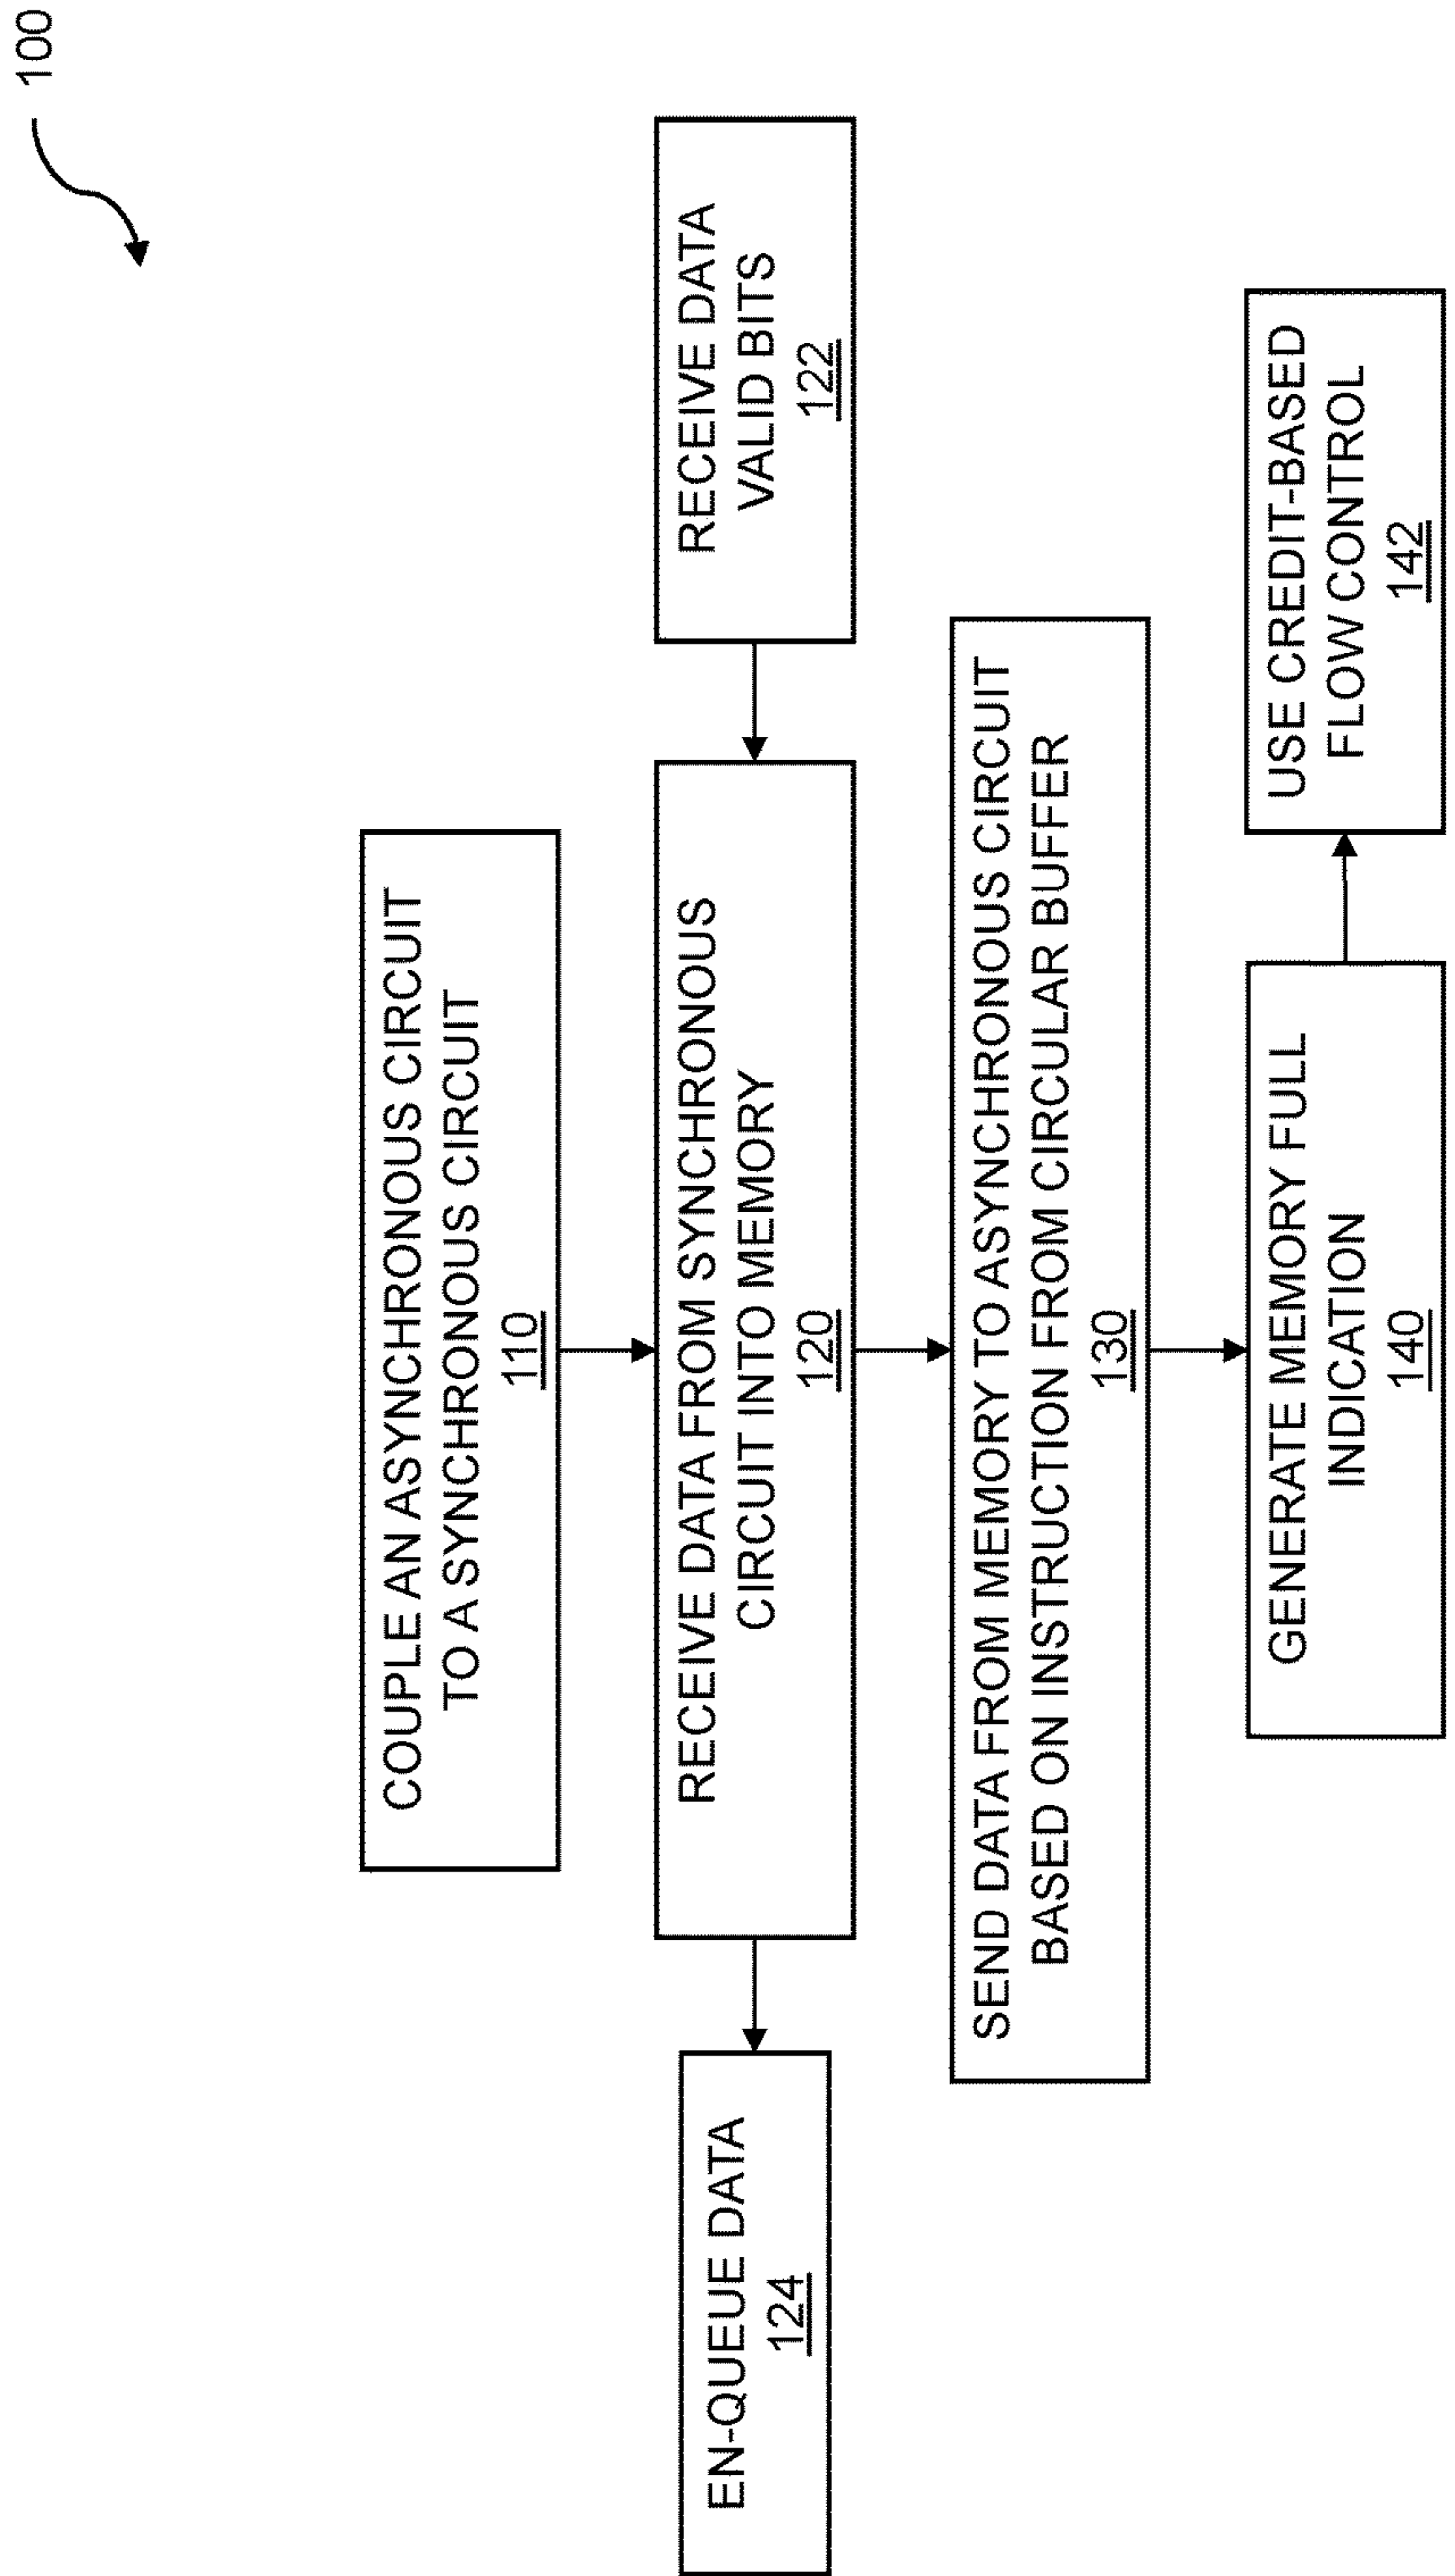 100
COUPLE AN ASYNCHRONOUS CIRCUIT
TO A SYNCHRONOUS CIRCUIT
110
EN-QUEUE DATA
124
RECEIVE DATA FROM SYNCHRONOUS
CIRCUIT INTO MEMORY
120
RECEIVE DATA
VALID BITS
122
SEND DATA FROM MEMORY TO ASYNCHRONOUS CIRCUIT
BASED ON INSTRUCTION FROM CIRCULAR BUFFER
130
GENERATE MEMORY FULL
INDICATION
140
USE CREDIT-BASED
FLOW CONTROL
142